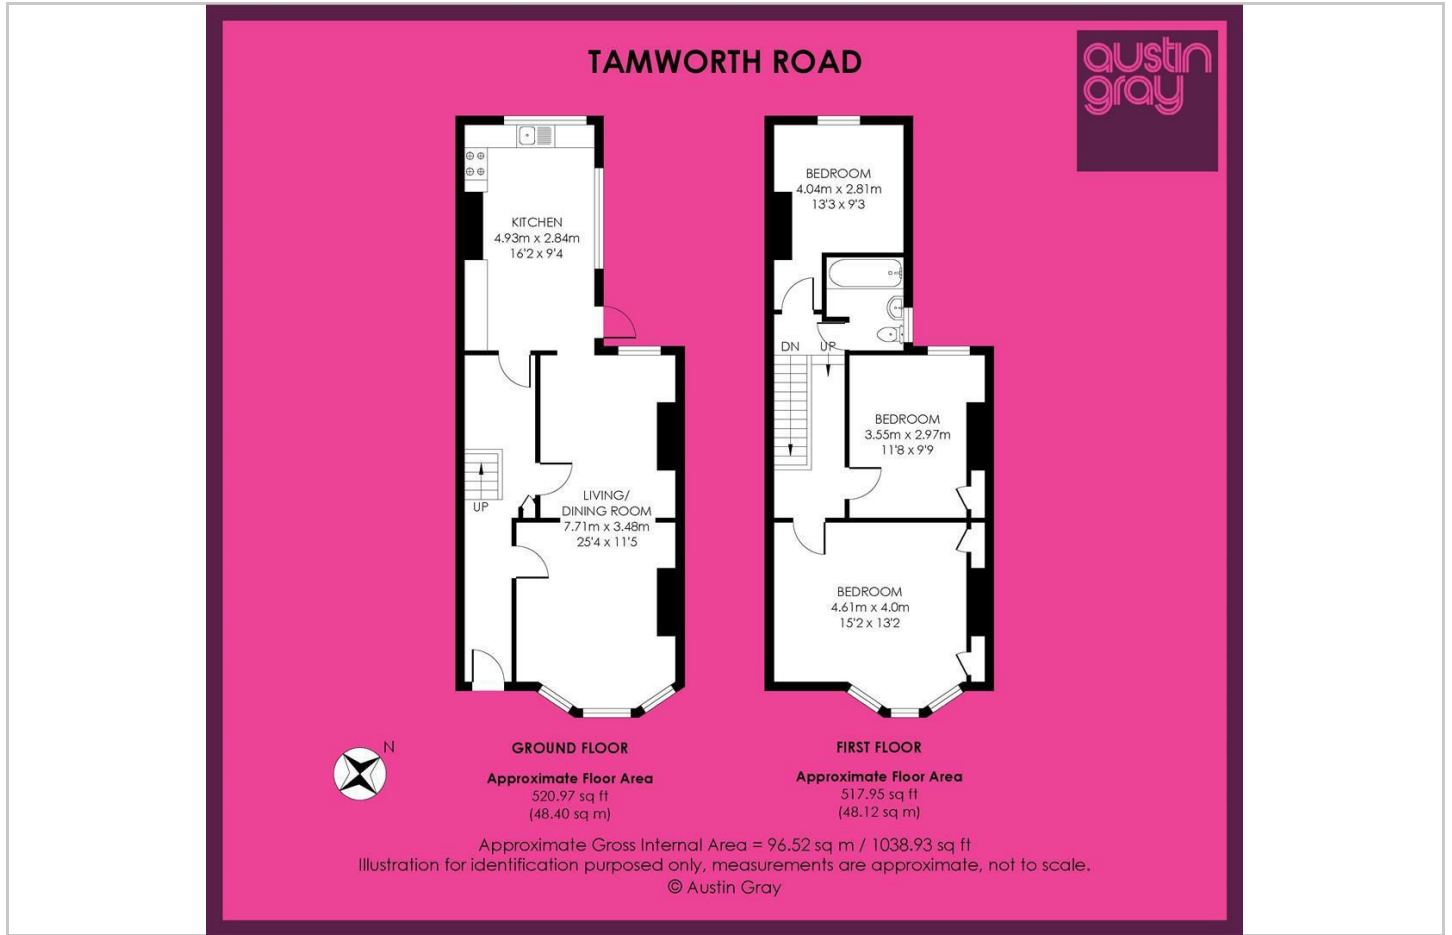 TAMWORTH ROAD
austin
gray
KITCHEN
4.93m x 2.84m
16'2 x 9'4
UP
LIVING/
DINING ROOM
7.71m x 3.48m
25'4 x 11'5
BEDROOM
4.04m x 2.81m
13'3 x 9'3
DN
UP
BEDROOM
3.55m x 2.97m
11'8 x 9'9
BEDROOM
4.61m x 4.0m
15'2 x 13'2
N
GROUND FLOOR
Approximate Floor Area
520.97 sq ft
(48.40 sq m)
FIRST FLOOR
Approximate Floor Area
517.95 sq ft
(48.12 sq m)
Approximate Gross Internal Area = 96.52 sq m / 1038.93 sq ft
Illustration for identification purposed only, measurements are approximate, not to scale.
© Austin Gray